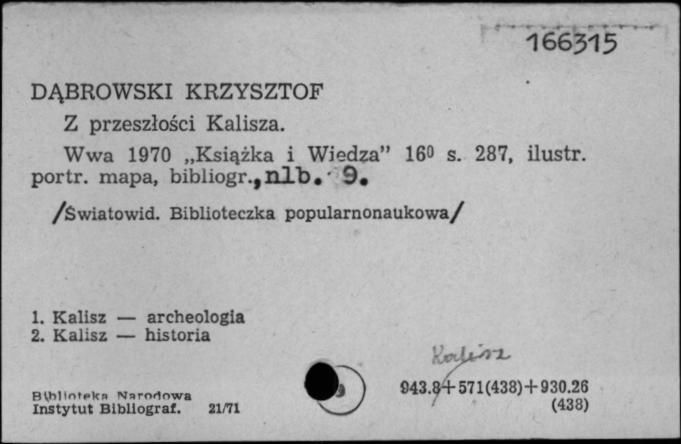 166315
DĄBROWSKI KRZYSZTOF
Z przeszłości Kalisza.
Wwa 1970 „Książka i Wiedza” 16⁰ s. 287, ilustr.
portr. mapa, bibliogr., nlb. 9.
/Światowid. Biblioteczka popularnonaukowa/
1. Kalisz — archeologia
2. Kalisz — historia
Kalisz
943.8+571(438)+930.26
(438)
9
Biblioteka Narodowa
Instytut Bibliograf. 21/71